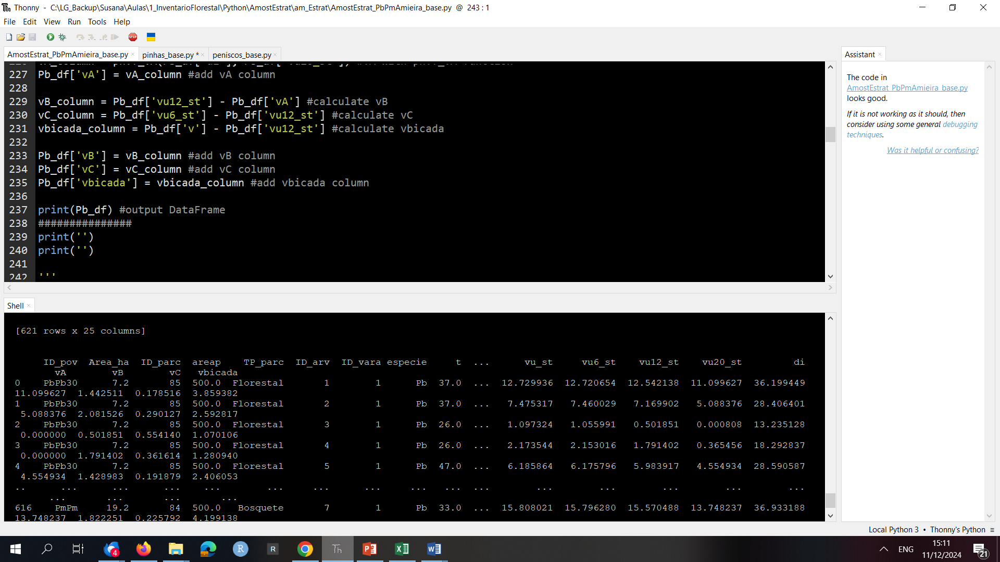 Thonny - C:\LG_Backup\Susana\Aulas\1_InventarioFlorestal\Python\AmostEstrat\am_Estrat\AmostEstrat_PbPmAmieira_base.py @ 243 : 1
File Edit View Run Tools Help
AmostEstrat_PbPmAmieira_base.py × pinhas_base.py * × peniscos_base.py ×
227 Pb_df['vA'] = vA_column #add vA column
228
229 vB_column = Pb_df['vu12_st'] - Pb_df['vA'] #calculate vB
230 vC_column = Pb_df['vu6_st'] - Pb_df['vu12_st'] #calculate vC
231 vbicada_column = Pb_df['v'] - Pb_df['vu12_st'] #calculate vbicada
232
233 Pb_df['vB'] = vB_column #add vB column
234 Pb_df['vC'] = vC_column #add vC column
235 Pb_df['vbicada'] = vbicada_column #add vbicada column
236
237 print(Pb_df) #output DataFrame
238 ###############
239 print('')
240 print('')
241
242 '''
Shell ×
[621 rows x 25 columns]
ID_pov Area_ha ID_parc areap TP_parc ID_arv ID_vara especie t ... vu_st vu6_st vu12_st vu20_st di
vA vB vC vbicada
0 PbPb30 7.2 85 500.0 Florestal 1 1 Pb 37.0 ... 12.729936 12.720654 12.542138 11.099627 36.199449
11.099627 1.442511 0.178516 3.859382
1 PbPb30 7.2 85 500.0 Florestal 2 1 Pb 37.0 ... 7.475317 7.460029 7.169902 5.088376 28.406401
5.088376 2.081526 0.290127 2.592817
2 PbPb30 7.2 85 500.0 Florestal 3 1 Pb 26.0 ... 1.097324 1.055991 0.501851 0.000808 13.235128
0.000000 0.501851 0.554140 1.070106
3 PbPb30 7.2 85 500.0 Florestal 4 1 Pb 26.0 ... 2.173544 2.153016 1.791402 0.365456 18.292837
0.000000 1.791402 0.361614 1.280940
4 PbPb30 7.2 85 500.0 Florestal 5 1 Pb 47.0 ... 6.185864 6.175796 5.983917 4.554934 28.590587
4.554934 1.428983 0.191879 2.406053
.. ... ... ... ... ... ... ... ... ... ... ... ... ... ... ...
... ... ... ...
616 PmPm 19.2 84 500.0 Bosquete 7 1 Pb 33.0 ... 15.808021 15.796280 15.570488 13.748237 36.933188
13.748237 1.822251 0.225792 4.199138
Assistant ×
The code in
AmostEstrat_PbPmAmieira_base.py
looks good.
If it is not working as it should, then
consider using some general debugging
techniques.
Was it helpful or confusing?
Local Python 3 • Thonny's Python ≡
4
R
R
Th
ENG
15:11
11/12/2024
21